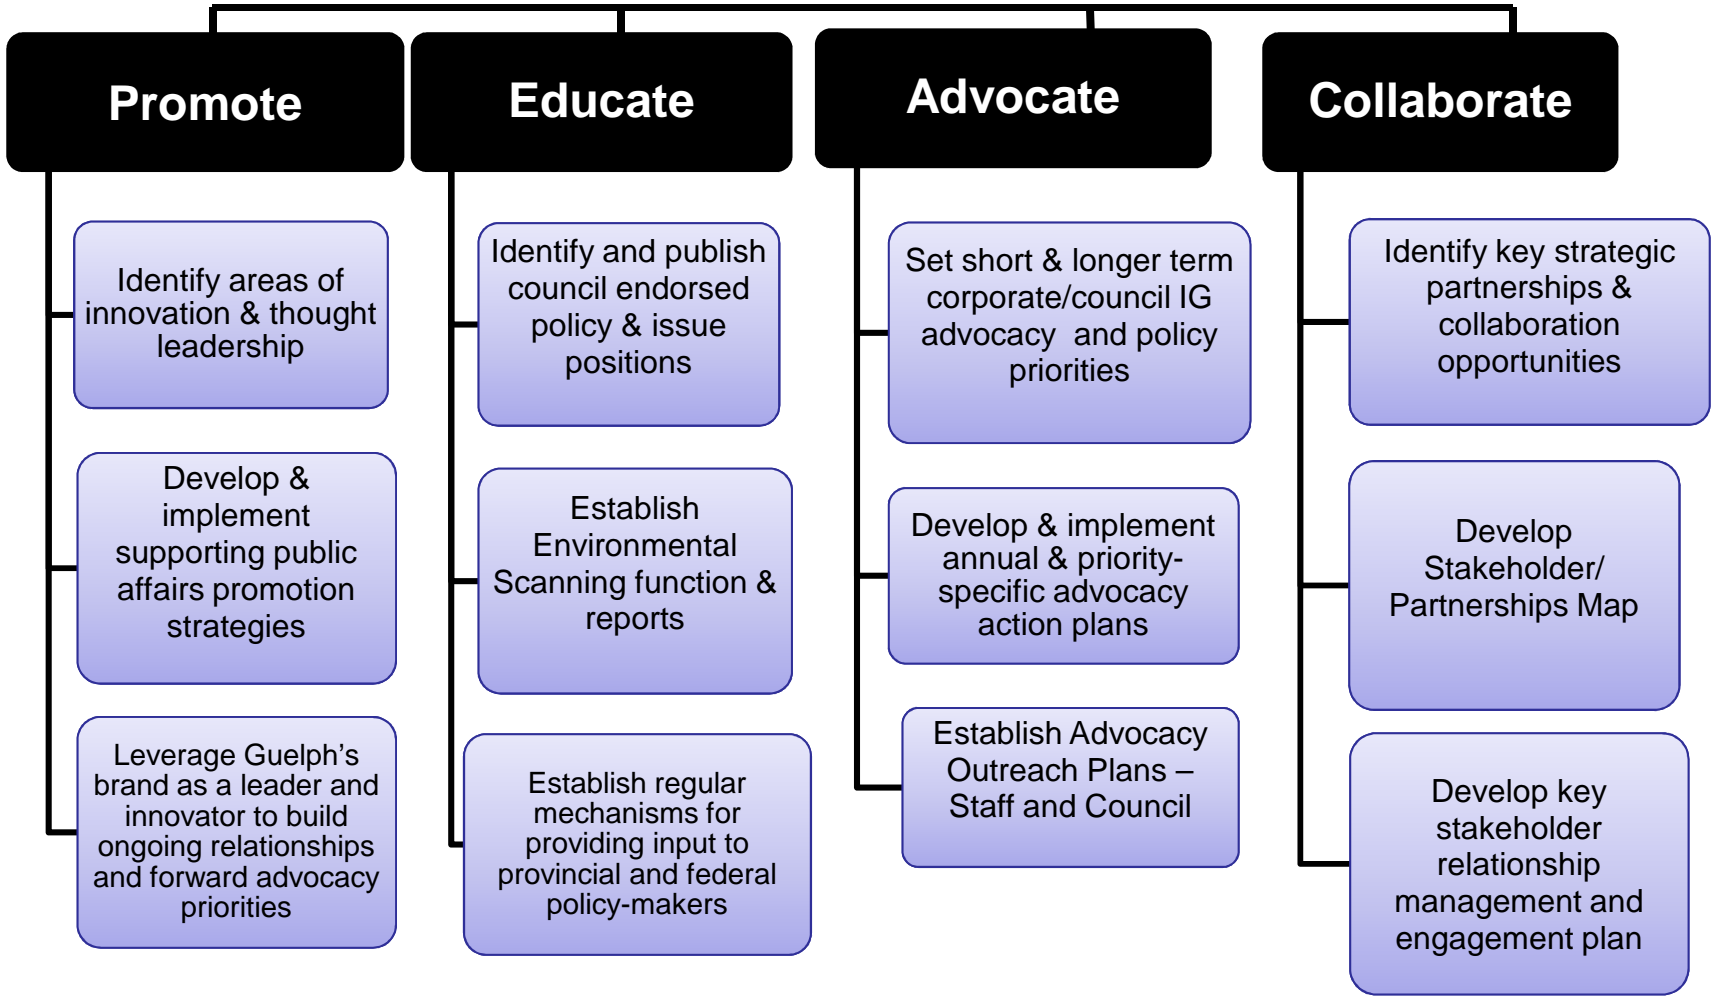 Promote
Identify areas of
innovation & thought
leadership
Develop &
implement
supporting public
affairs promotion
strategies
Leverage Guelph’s
brand as a leader and
innovator to build
ongoing relationships
and forward advocacy
priorities
Educate
Identify and publish
council endorsed
policy & issue
positions
Establish
Environmental
Scanning function &
reports
Establish regular
mechanisms for
providing input to
provincial and federal
policy-makers
Advocate
Set short & longer term
corporate/council IG
advocacy  and policy
priorities
Develop & implement
annual & priority-
specific advocacy
action plans
Establish Advocacy
Outreach Plans –
Staff and Council
Collaborate
Identify key strategic
partnerships &
collaboration
opportunities
Develop
Stakeholder/
Partnerships Map
Develop key
stakeholder
relationship
management and
engagement plan